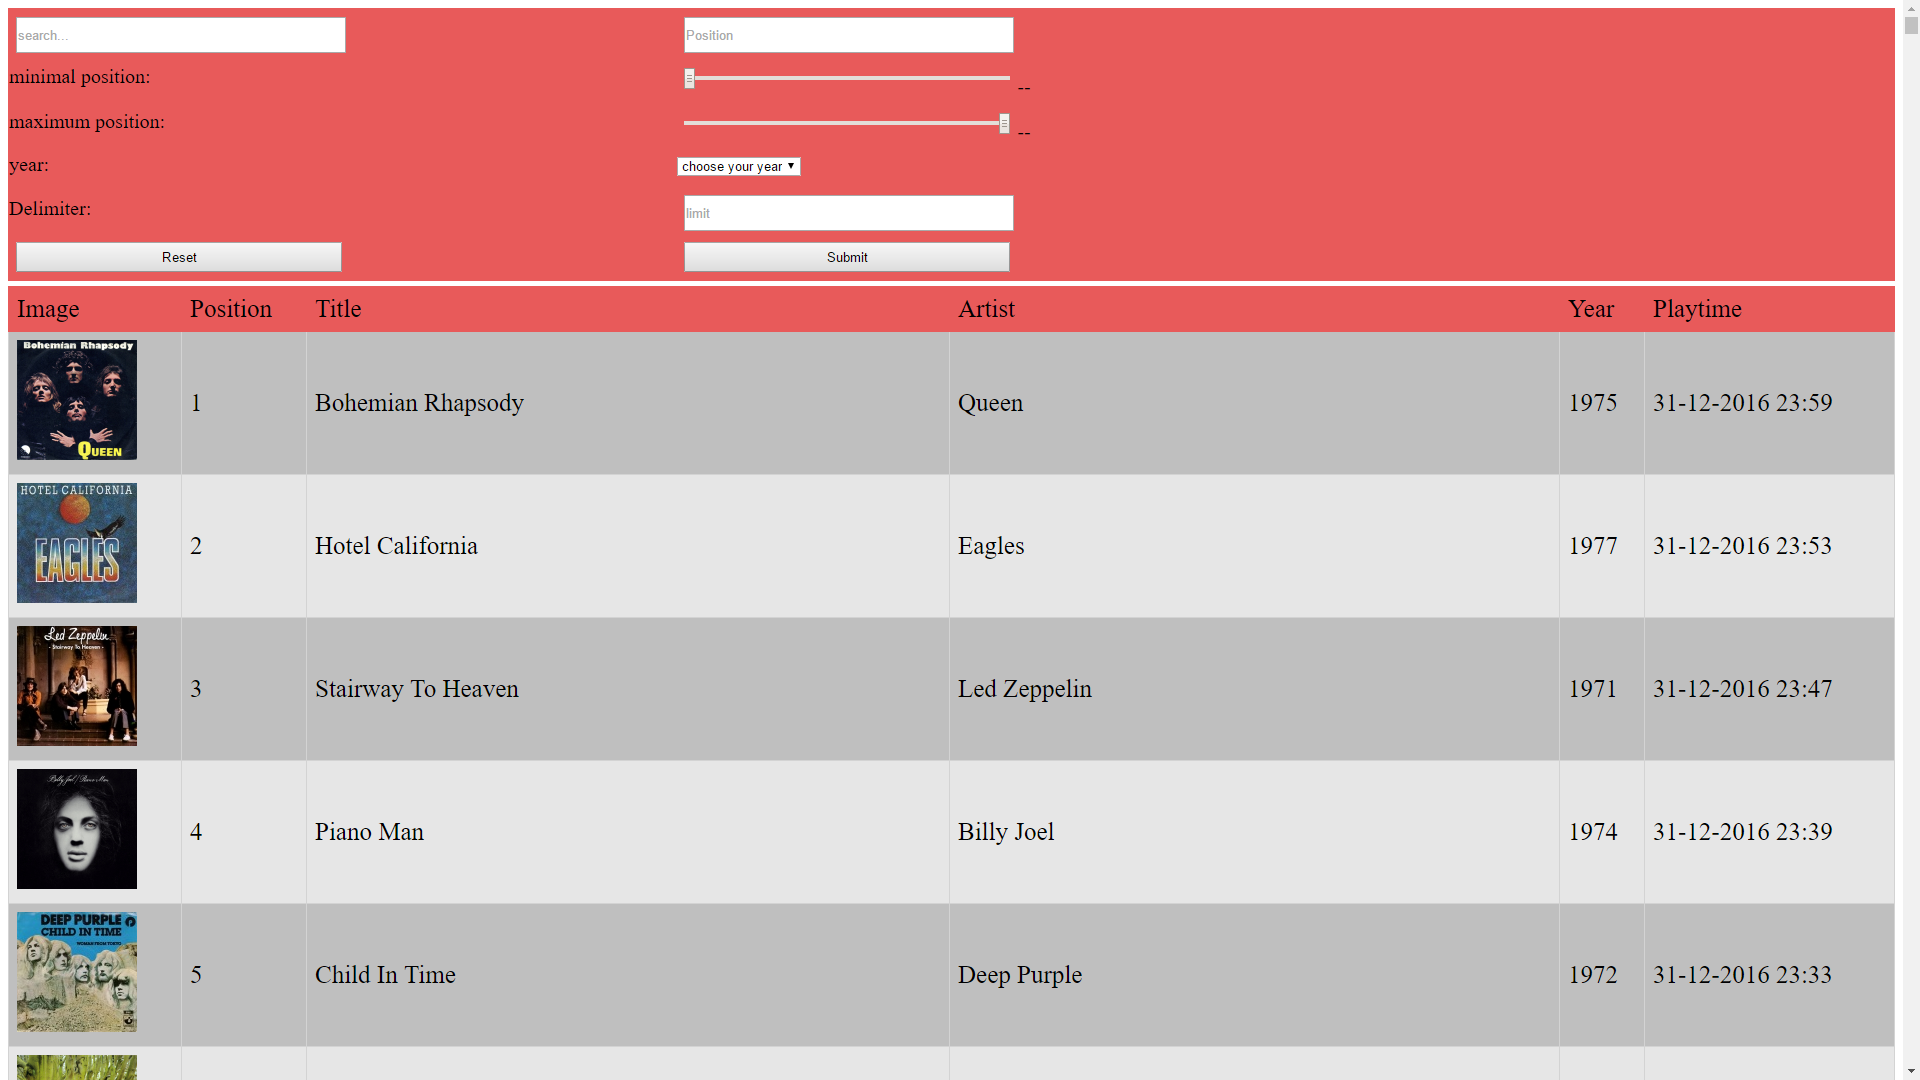 search...
Position
minimal position:
--
maximum position:
--
year:
choose your year
Delimiter:
limit
Reset
Submit
Image Position Title Artist Year Playtime
Bohemian Rhapsody
QUEEN
1 Bohemian Rhapsody Queen 1975 31-12-2016 23:59
HOTEL CALIFORNIA
EAGLES
2 Hotel California Eagles 1977 31-12-2016 23:53
Led Zeppelin
- Stairway To Heaven -
3 Stairway To Heaven Led Zeppelin 1971 31-12-2016 23:47
Billy Joel / Piano Man
4 Piano Man Billy Joel 1974 31-12-2016 23:39
DEEP PURPLE
CHILD IN TIME
WOMAN FROM TOKYO
5 Child In Time Deep Purple 1972 31-12-2016 23:33